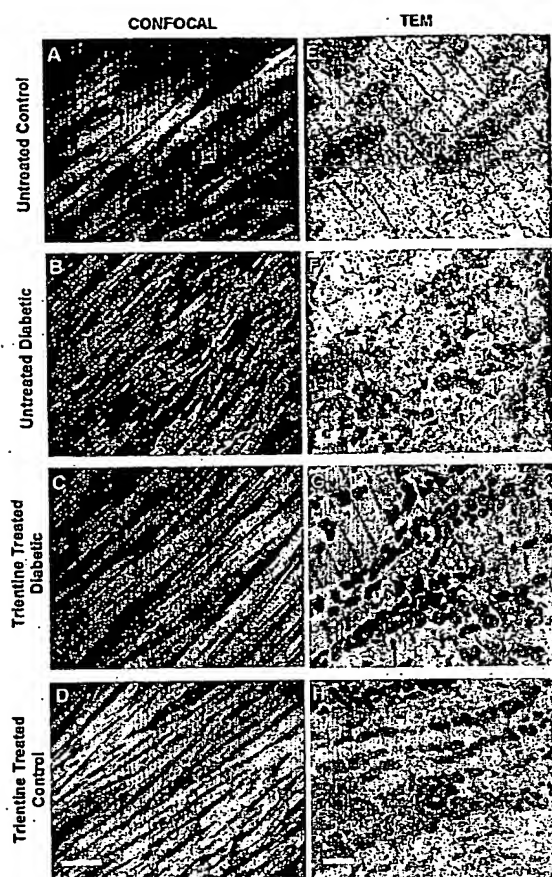 CONFOCAL TEM
Untreated Control
A E
Untreated Diabetic
B F
Trientine Treated
Diabetic
C G
Trientine Treated
Control
D H